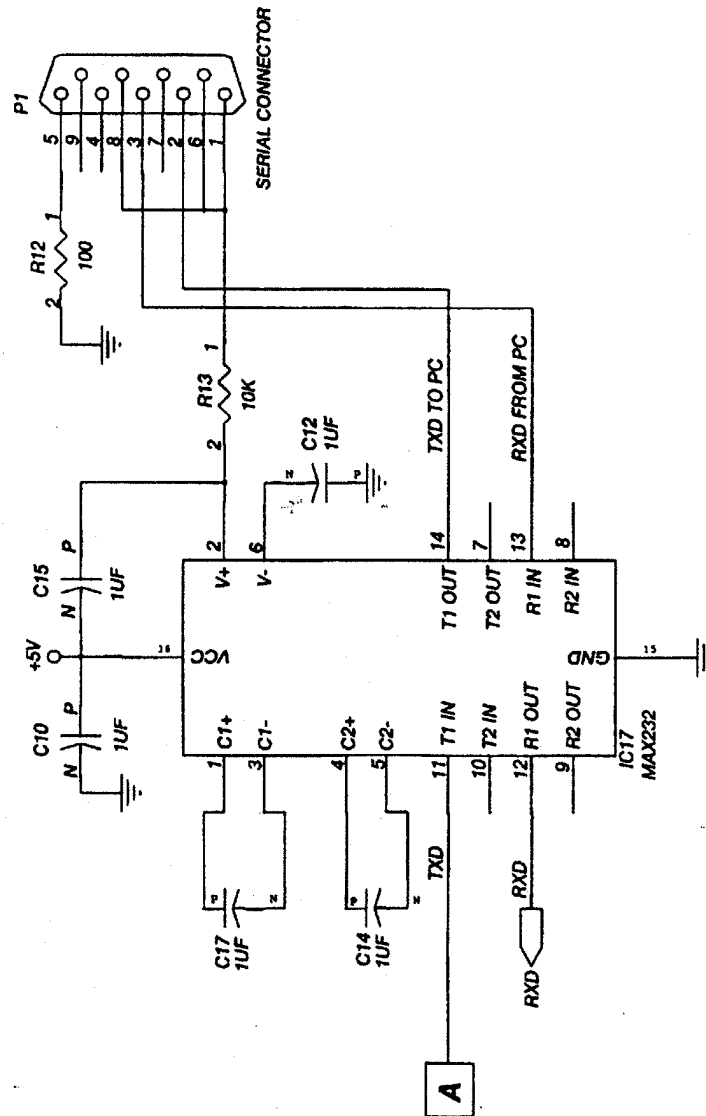 P1
5
9
4
8
3
7
2
6
1
SERIAL CONNECTOR
1
R12
100
2
1
R13
10K
2
C12
1UF
N
P
TXD TO PC
RXD FROM PC
C15
P
N
1UF
+5V
C10
P
N
1UF
2
V+
6
V-
14
T1 OUT
7
T2 OUT
13
R1 IN
8
R2 IN
16
VCC
GND
15
1
C1+
3
C1-
4
C2+
5
C2-
11
T1 IN
10
T2 IN
12
R1 OUT
9
R2 OUT
IC17
MAX232
P
N
C17
1UF
P
N
C14
1UF
TXD
RXD
RXD
A